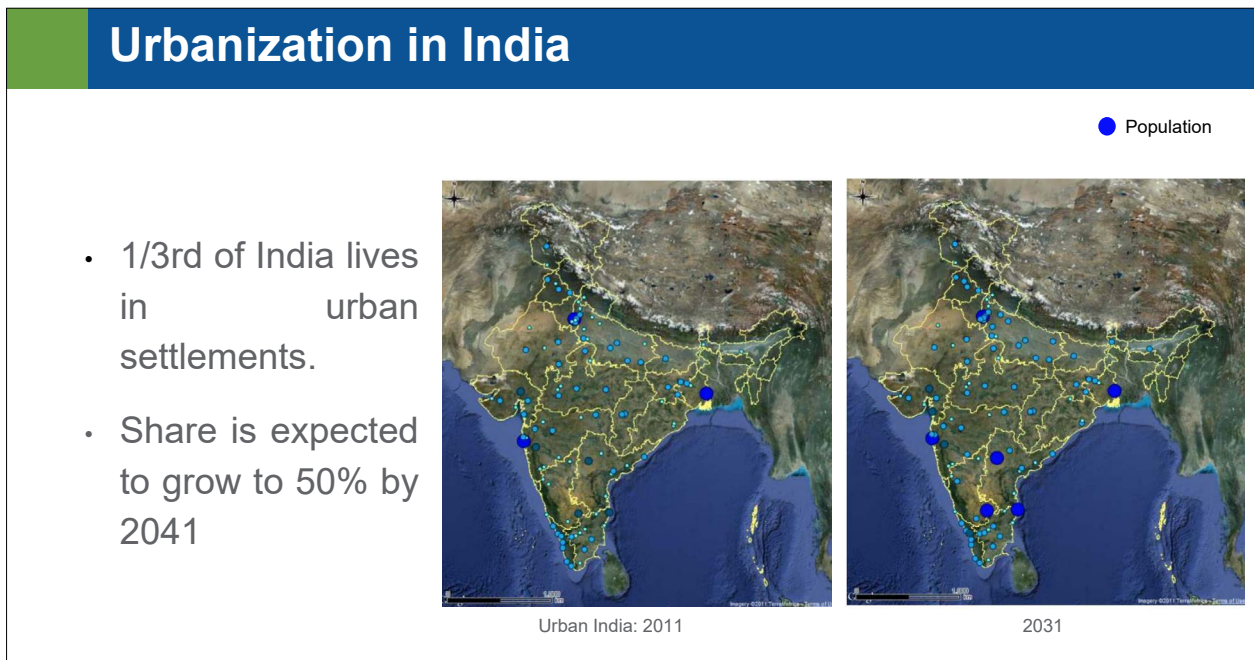 Urbanization in India
Population
• 1/3rd of India lives
in urban
settlements.
• Share is expected
to grow to 50% by
2041
Urban India: 2011
2031